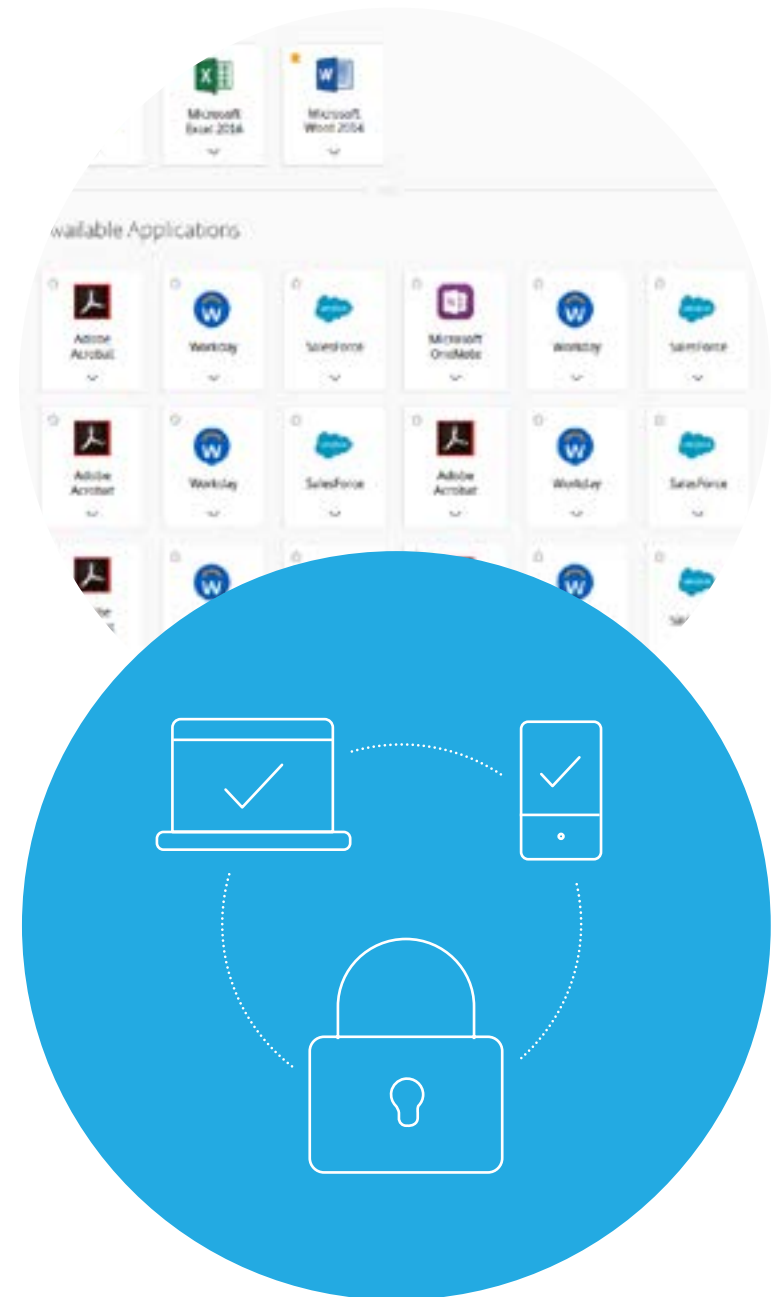 Microsoft
Excel 2016
Microsoft
Word 2016
vailable Applications
Adobe
Acrobat
Workday
SalesForce
Microsoft
OneNote
Workday
SalesForce
Adobe
Acrobat
Workday
SalesForce
Adobe
Acrobat
Workday
SalesForce